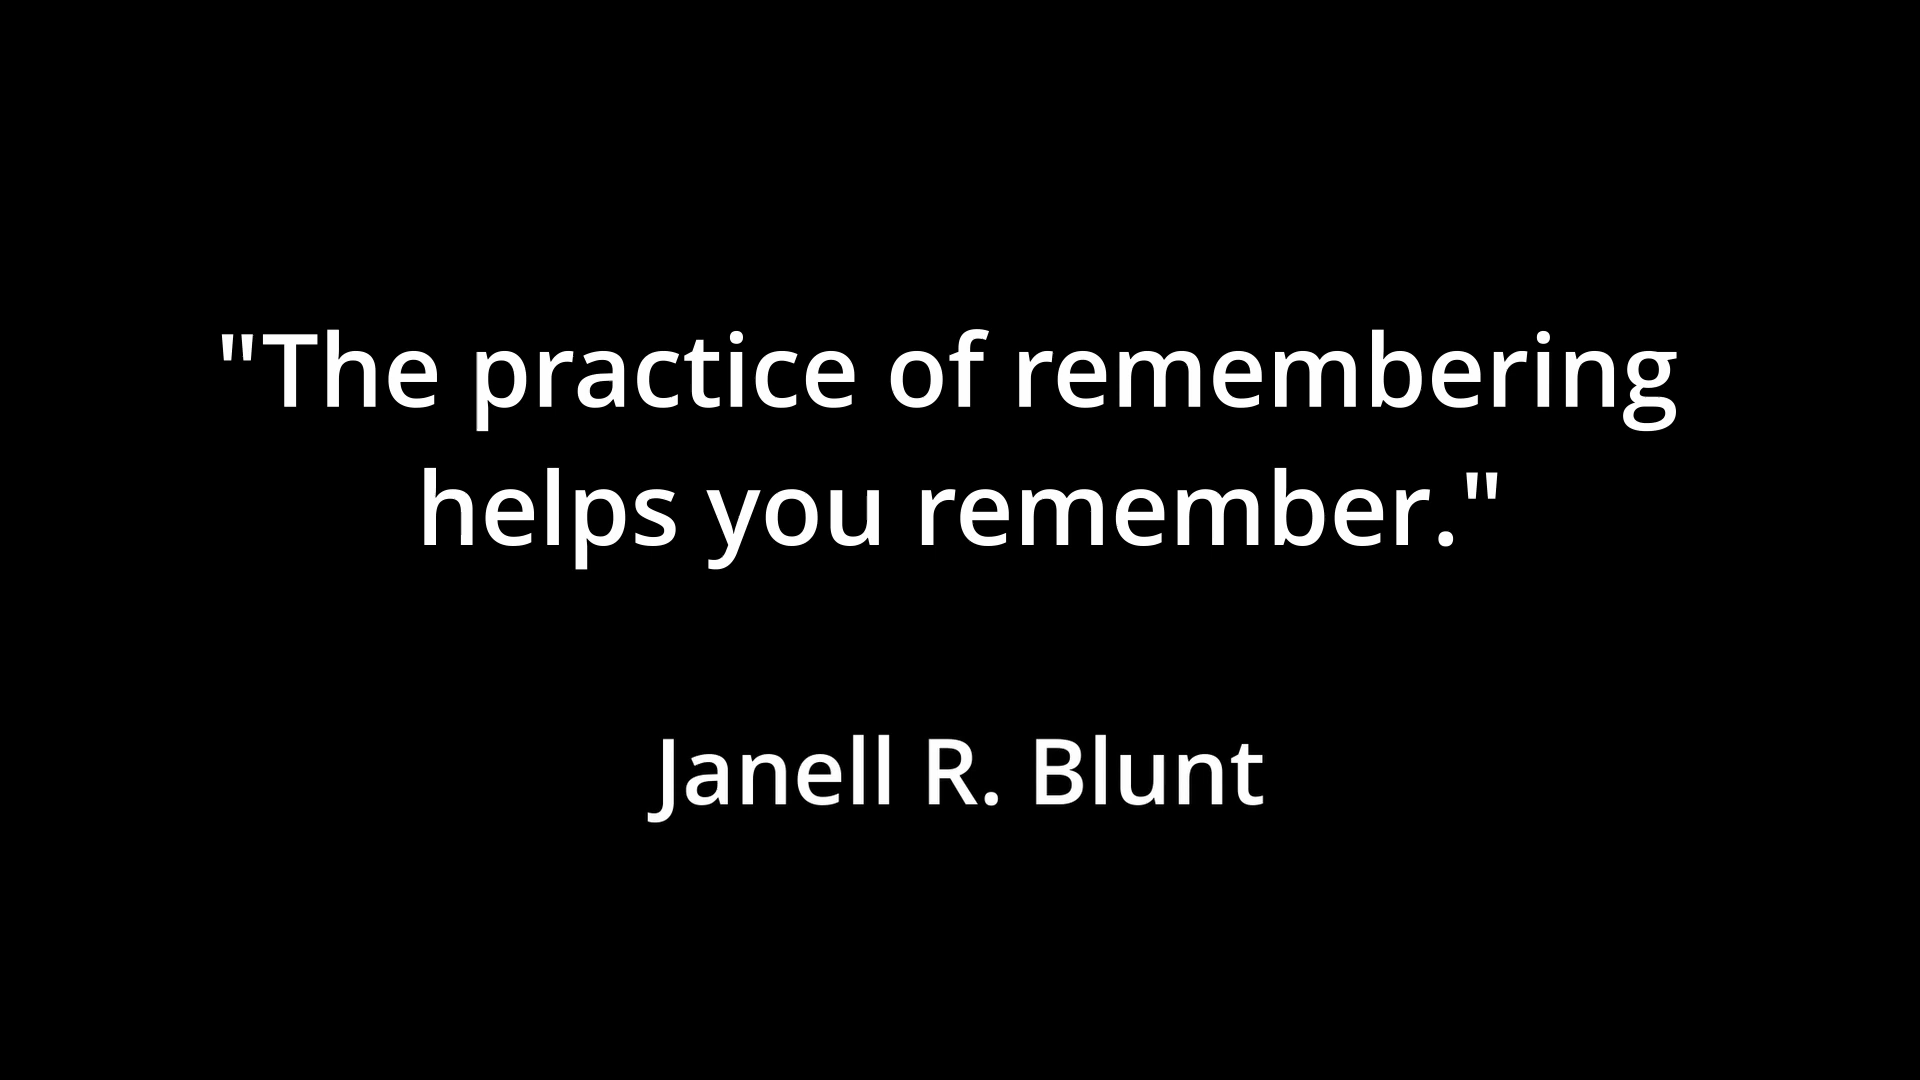 "The practice of remembering
helps you remember."
Janell R. Blunt